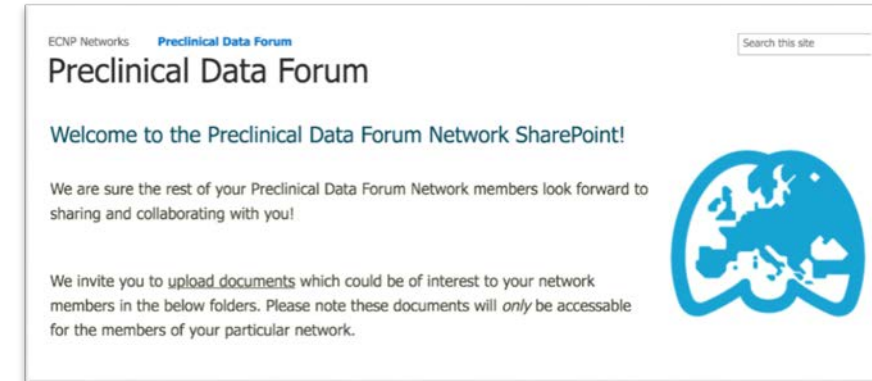 ECNP Networks Preclinical Data Forum
Search this site
Preclinical Data Forum
Welcome to the Preclinical Data Forum Network SharePoint!
We are sure the rest of your Preclinical Data Forum Network members look forward to
sharing and collaborating with you!
We invite you to upload documents which could be of interest to your network
members in the below folders. Please note these documents will only be accessable
for the members of your particular network.